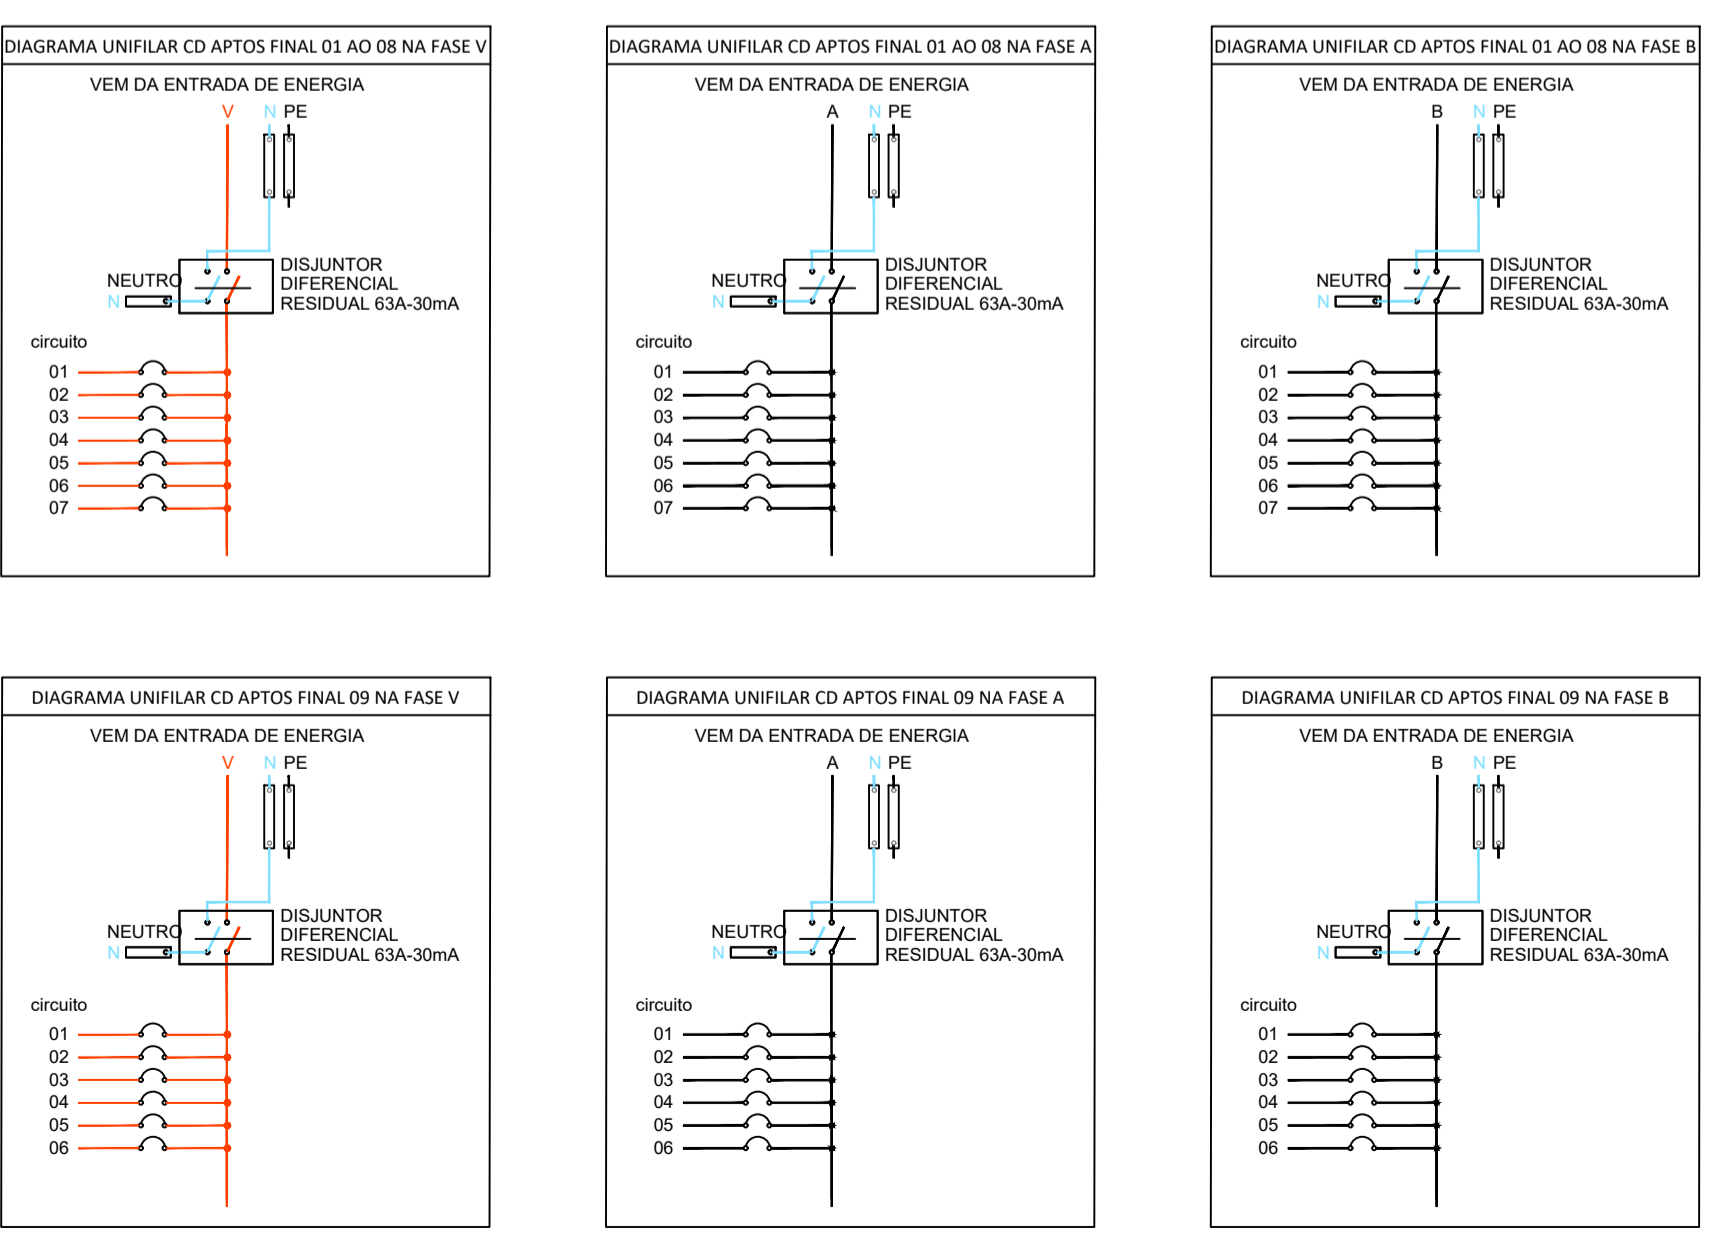 DIAGRAMA UNIFILAR CD APTOS FINAL 01 AO 08 NA FASE V
VEM DA ENTRADA DE ENERGIA
V N PE
DISJUNTOR
NEUTRO DIFERENCIAL
N RESIDUAL 63A-30mA
circuito
01
02
03
04
05
06
07
DIAGRAMA UNIFILAR CD APTOS FINAL 01 AO 08 NA FASE A
VEM DA ENTRADA DE ENERGIA
A N PE
DISJUNTOR
NEUTRO DIFERENCIAL
N RESIDUAL 63A-30mA
circuito
01
02
03
04
05
06
07
DIAGRAMA UNIFILAR CD APTOS FINAL 01 AO 08 NA FASE B
VEM DA ENTRADA DE ENERGIA
B N PE
DISJUNTOR
NEUTRO DIFERENCIAL
N RESIDUAL 63A-30mA
circuito
01
02
03
04
05
06
07
DIAGRAMA UNIFILAR CD APTOS FINAL 09 NA FASE V
VEM DA ENTRADA DE ENERGIA
V N PE
DISJUNTOR
NEUTRO DIFERENCIAL
N RESIDUAL 63A-30mA
circuito
01
02
03
04
05
06
DIAGRAMA UNIFILAR CD APTOS FINAL 09 NA FASE A
VEM DA ENTRADA DE ENERGIA
A N PE
DISJUNTOR
NEUTRO DIFERENCIAL
N RESIDUAL 63A-30mA
circuito
01
02
03
04
05
06
DIAGRAMA UNIFILAR CD APTOS FINAL 09 NA FASE B
VEM DA ENTRADA DE ENERGIA
B N PE
DISJUNTOR
NEUTRO DIFERENCIAL
N RESIDUAL 63A-30mA
circuito
01
02
03
04
05
06